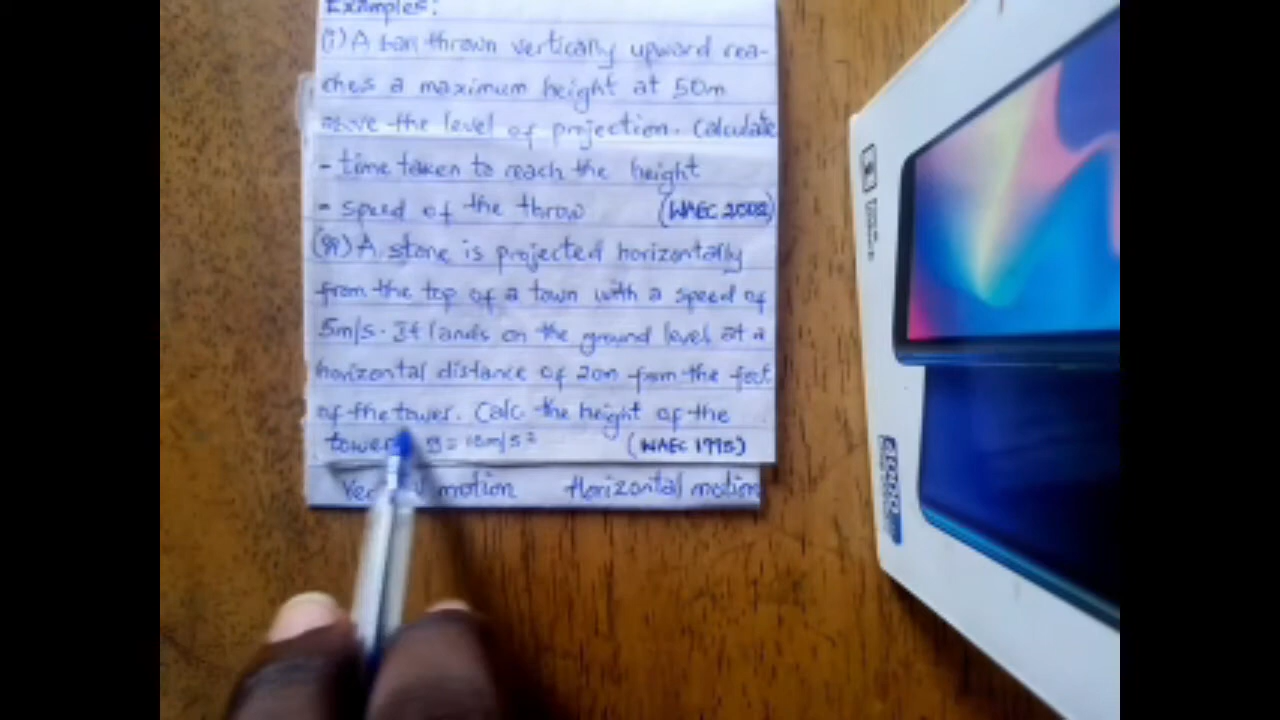 Examples:
(i) A ball thrown vertically upward rea-
ches a maximum height at 50m
above the level of projection. Calculate
- time taken to reach the height
- speed of the throw (WAEC 2002)
(ii) A stone is projected horizontally
from the top of a town with a speed of
5m/s. It lands on the ground level at a
horizontal distance of 20m from the foot
of the tower. Calc. the height of the
tower g = 10m/s² (WAEC 1995)
motion Horizontal motion